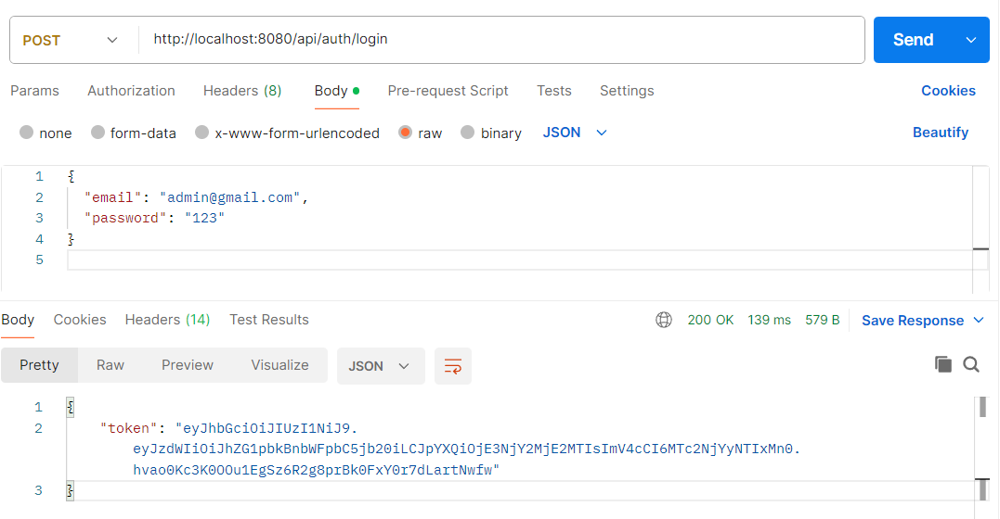 POST http://localhost:8080/api/auth/login Send
Params Authorization Headers (8) Body Pre-request Script Tests Settings Cookies
none form-data x-www-form-urlencoded raw binary JSON Beautify
1 {
2 "email": "admin@gmail.com",
3 "password": "123"
4 }
5
Body Cookies Headers (14) Test Results 200 OK 139 ms 579 B Save Response
Pretty Raw Preview Visualize JSON
1 {
2 "token": "eyJhbGciOiJIUzI1NiJ9.
eyJzdWIiOiJhZG1pbkBnbWFpbC5jb20iLCJpYXQiOjE3NjY2MjE2MTIsImV4cCI6MTc2NjYyNTIxMn0.
hvao0Kc3K0OOu1EgSz6R2g8prBk0FxY0r7dLartNwfw"
3 }